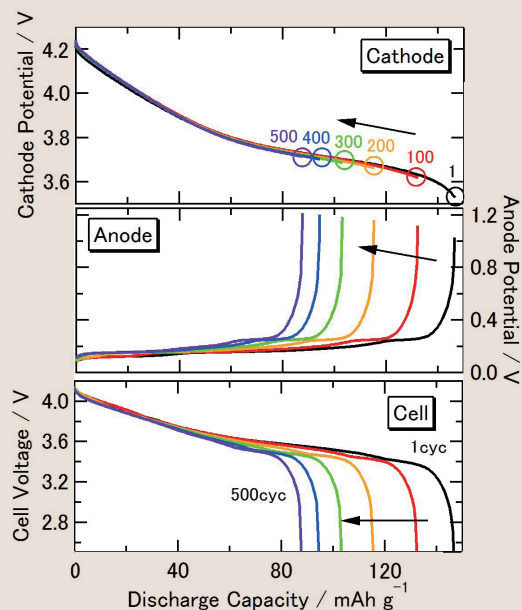 Cathode Potential / V
4.2
4.0
3.8
3.6
Cathode
500
400
300
200
100
1
Anode
Anode Potential / V
1.2
0.8
0.4
0.0
Cell Voltage / V
4.0
3.6
3.2
2.8
Cell
1cyc
500cyc
0 40 80 120
Discharge Capacity / mAh g⁻¹